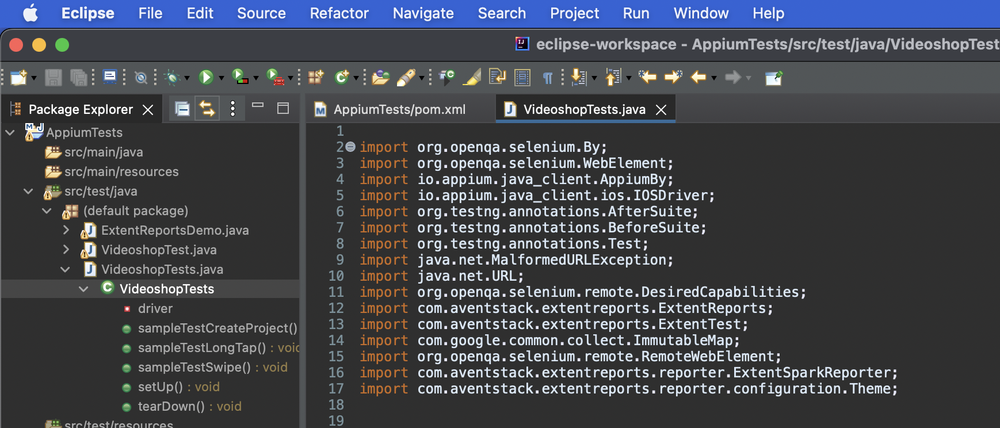 Eclipse File Edit Source Refactor Navigate Search Project Run Window Help
eclipse-workspace - AppiumTests/src/test/java/VideoshopTest
Package Explorer
AppiumTests/pom.xml
VideoshopTests.java
AppiumTests
src/main/java
src/main/resources
src/test/java
(default package)
ExtentReportsDemo.java
VideoshopTest.java
VideoshopTests.java
VideoshopTests
driver
sampleTestCreateProject()
sampleTestLongTap() : void
sampleTestSwipe() : void
setUp() : void
tearDown() : void
src/test/resources
1
2 import org.openqa.selenium.By;
3 import org.openqa.selenium.WebElement;
4 import io.appium.java_client.AppiumBy;
5 import io.appium.java_client.ios.IOSDriver;
6 import org.testng.annotations.AfterSuite;
7 import org.testng.annotations.BeforeSuite;
8 import org.testng.annotations.Test;
9 import java.net.MalformedURLException;
10 import java.net.URL;
11 import org.openqa.selenium.remote.DesiredCapabilities;
12 import com.aventstack.extentreports.ExtentReports;
13 import com.aventstack.extentreports.ExtentTest;
14 import com.google.common.collect.ImmutableMap;
15 import org.openqa.selenium.remote.RemoteWebElement;
16 import com.aventstack.extentreports.reporter.ExtentSparkReporter;
17 import com.aventstack.extentreports.reporter.configuration.Theme;
18
19